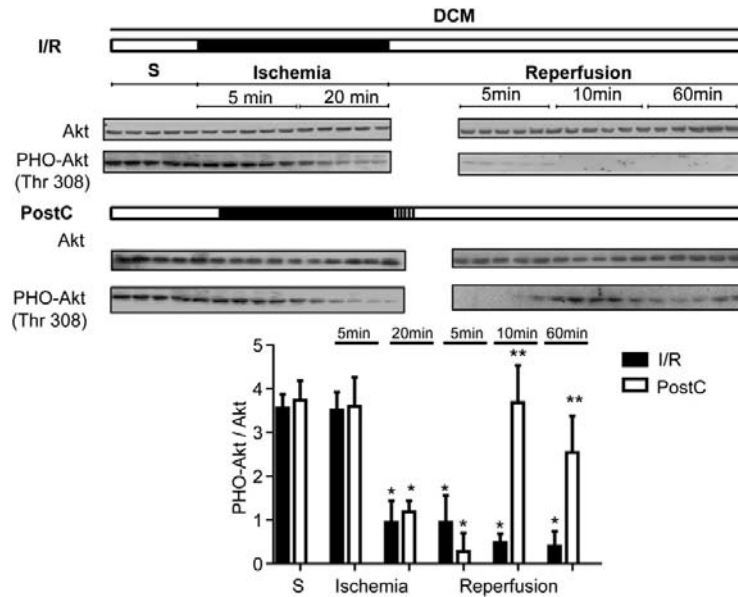 DCM
I/R
S Ischemia Reperfusion
5 min 20 min 5min 10min 60min
Akt
PHO-Akt
(Thr 308)
PostC
Akt
PHO-Akt
(Thr 308)
5min 20min 5min 10min 60min
PHO-Akt / Akt
5
4
3
2
1
0
* * * * * ** * **
I/R
PostC
S Ischemia Reperfusion